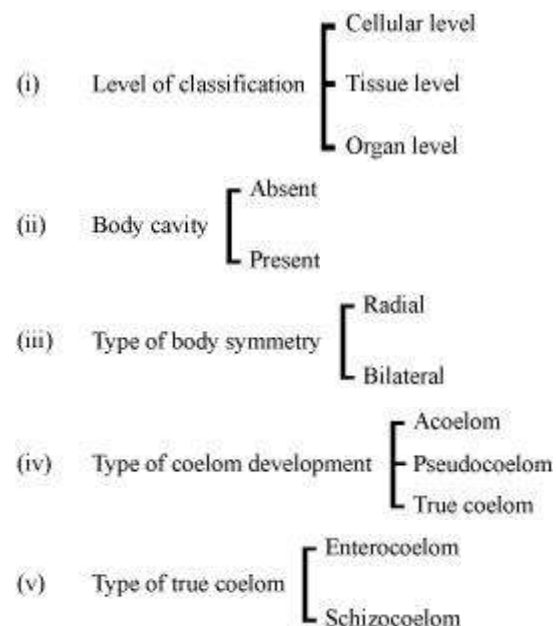 Cellular level
(i) Level of classification Tissue level
Organ level
Absent
(ii) Body cavity
Present
Radial
(iii) Type of body symmetry
Bilateral
Acoelom
(iv) Type of coelom development Pseudocoelom
True coelom
Enterocoelom
(v) Type of true coelom
Schizocoelom